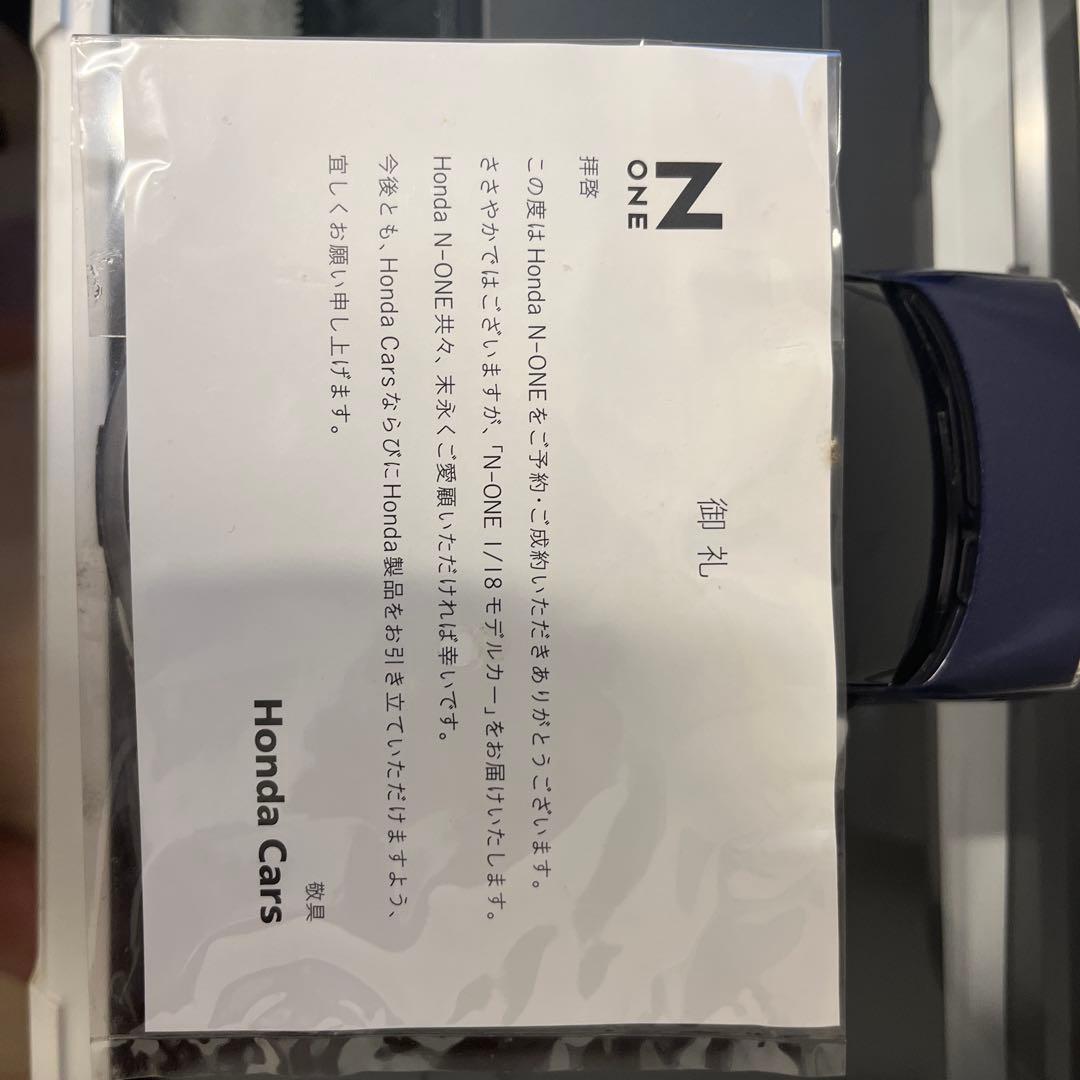 N
ONE
御 礼
拝啓
この度はHonda N-ONEをご予約・ご成約いただきありがとうございます。
ささやかではございますが、「N-ONE 1/18モデルカー」をお届けいたします。
Honda N-ONE共々、末永くご愛顧いただければ幸いです。
今後とも、Honda CarsならびにHonda製品をお引き立ていただけますよう、
宜しくお願い申し上げます。
敬具
Honda Cars